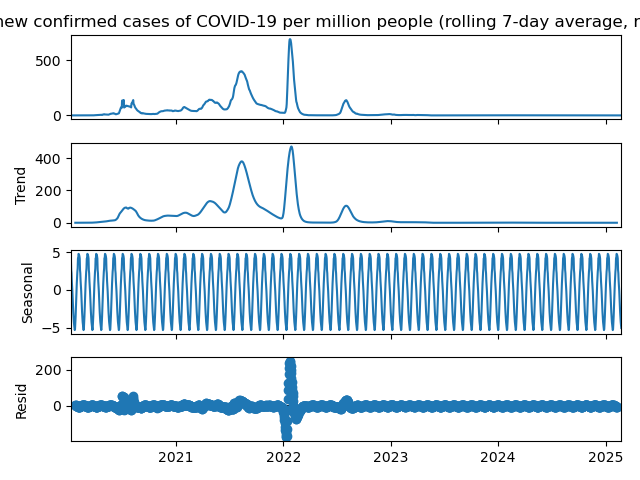 new confirmed cases of COVID-19 per million people (rolling 7-day average, r
500
0
Trend
400
200
0
Seasonal
5
0
−5
Resid
200
0
2021 2022 2023 2024 2025